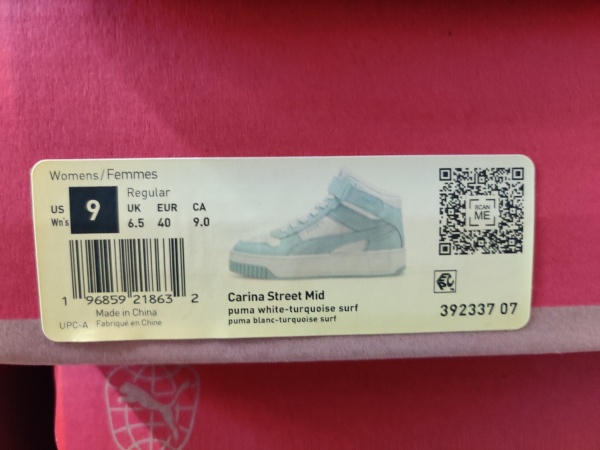 Womens/Femmes
Regular
US UK EUR CA
Wn's 9 6.5 40 9.0
SCAN
ME
1 96859 21863 2
Made in China
UPC-A Fabriqué en Chine
Carina Street Mid
puma white-turquoise surf
puma blanc-turquoise surf
392337 07